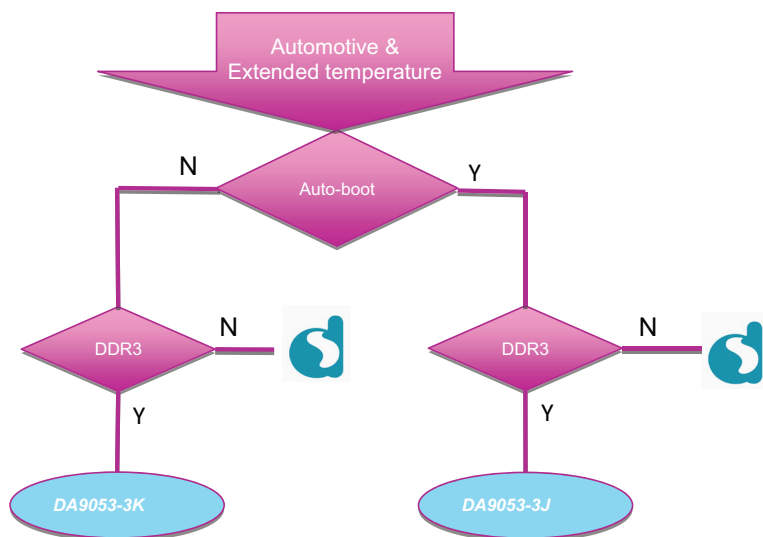 Automotive &
Extended temperature
N
Y
Auto-boot
DDR3
N
DDR3
N
Y
Y
DA9053-3K
DA9053-3J